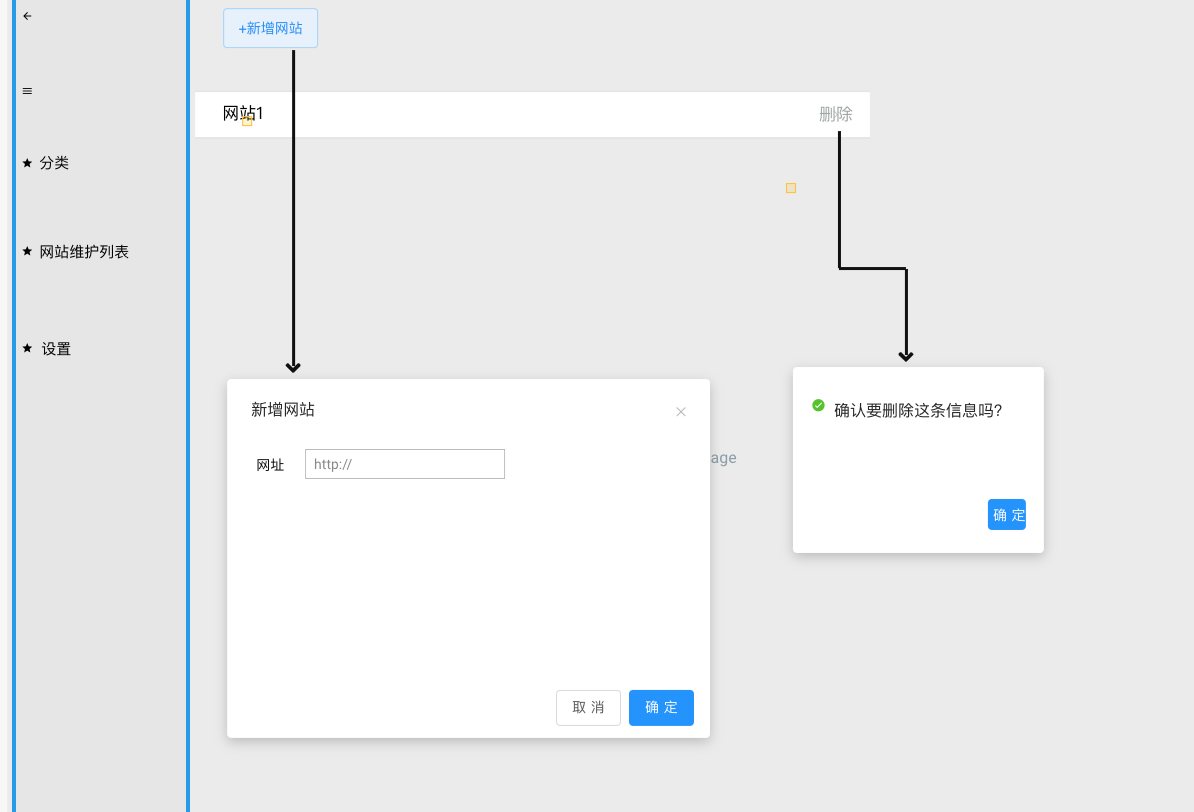 +新增网站
网站1
删除
分类
网站维护列表
设置
新增网站
网址
http://
age
取 消
确 定
确认要删除这条信息吗?
确 定